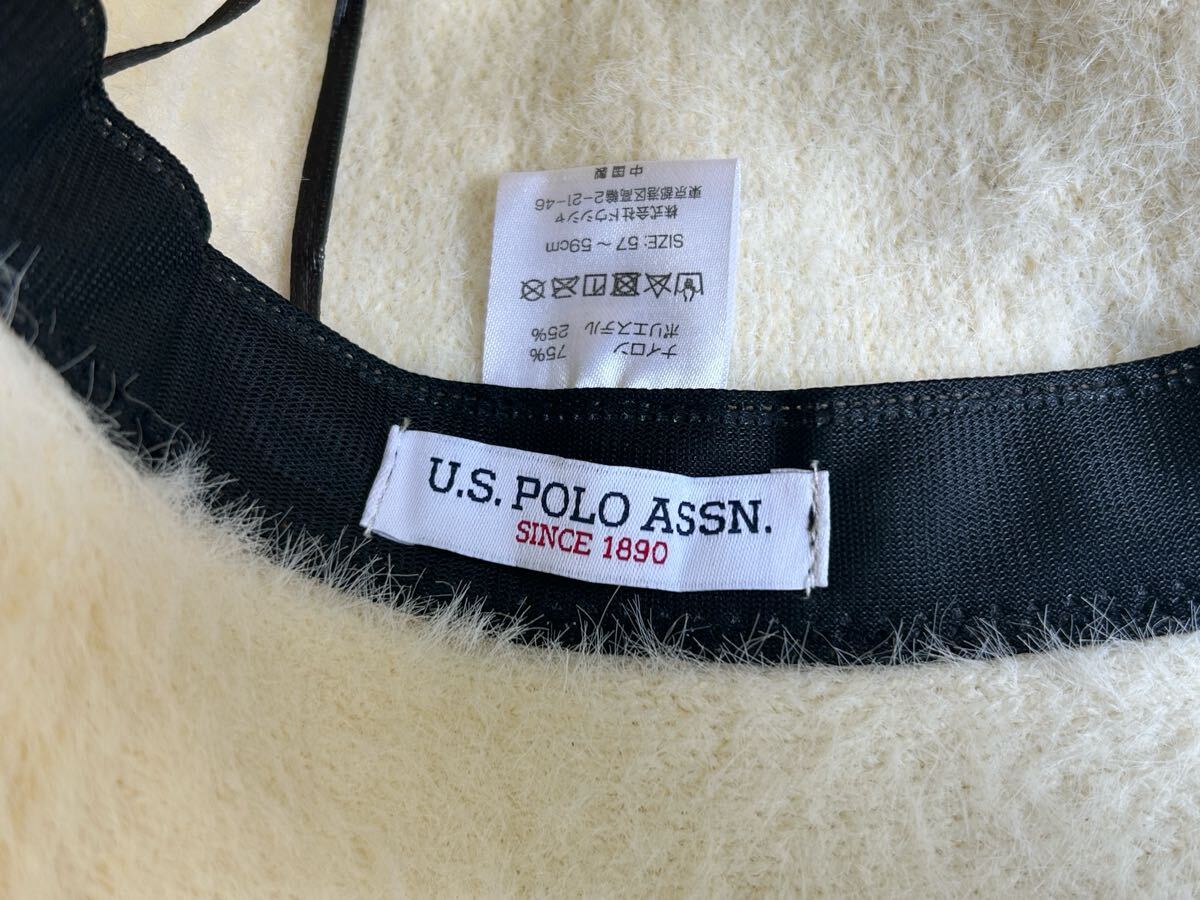 ナイロン 75%
ポリエステル 25%
SIZE: 57～59cm
株式会社ドウシシャ
東京都港区高輪2-21-46
中国製
U.S. POLO ASSN.
SINCE 1890